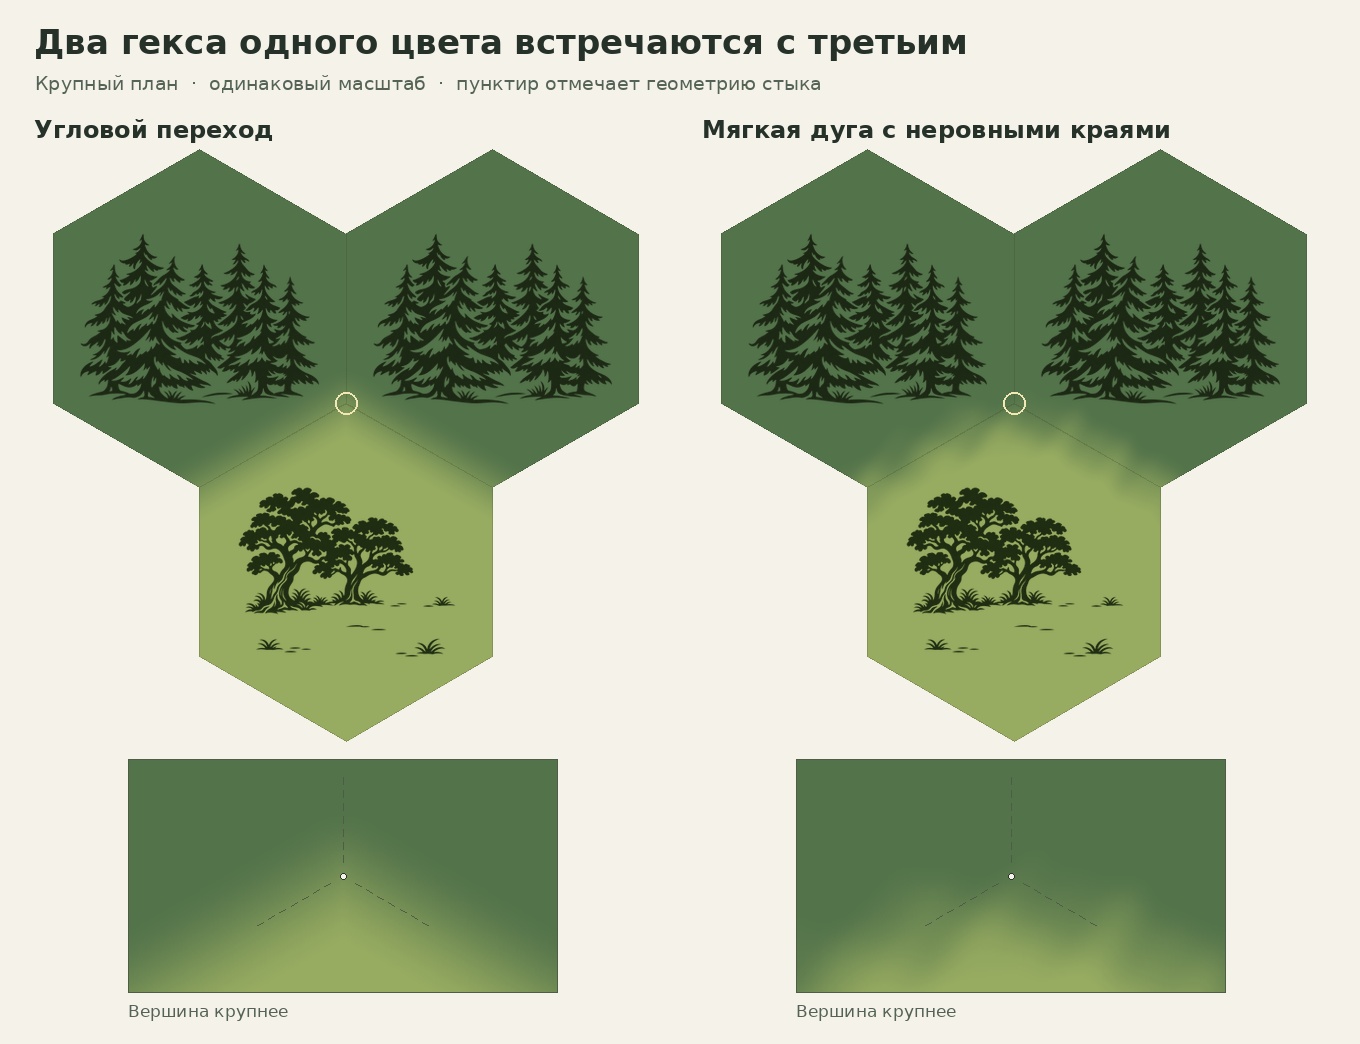 Два гекса одного цвета встречаются с третьим
Крупный план · одинаковый масштаб · пунктир отмечает геометрию стыка
Угловой переход
Мягкая дуга с неровными краями
Вершина крупнее
Вершина крупнее